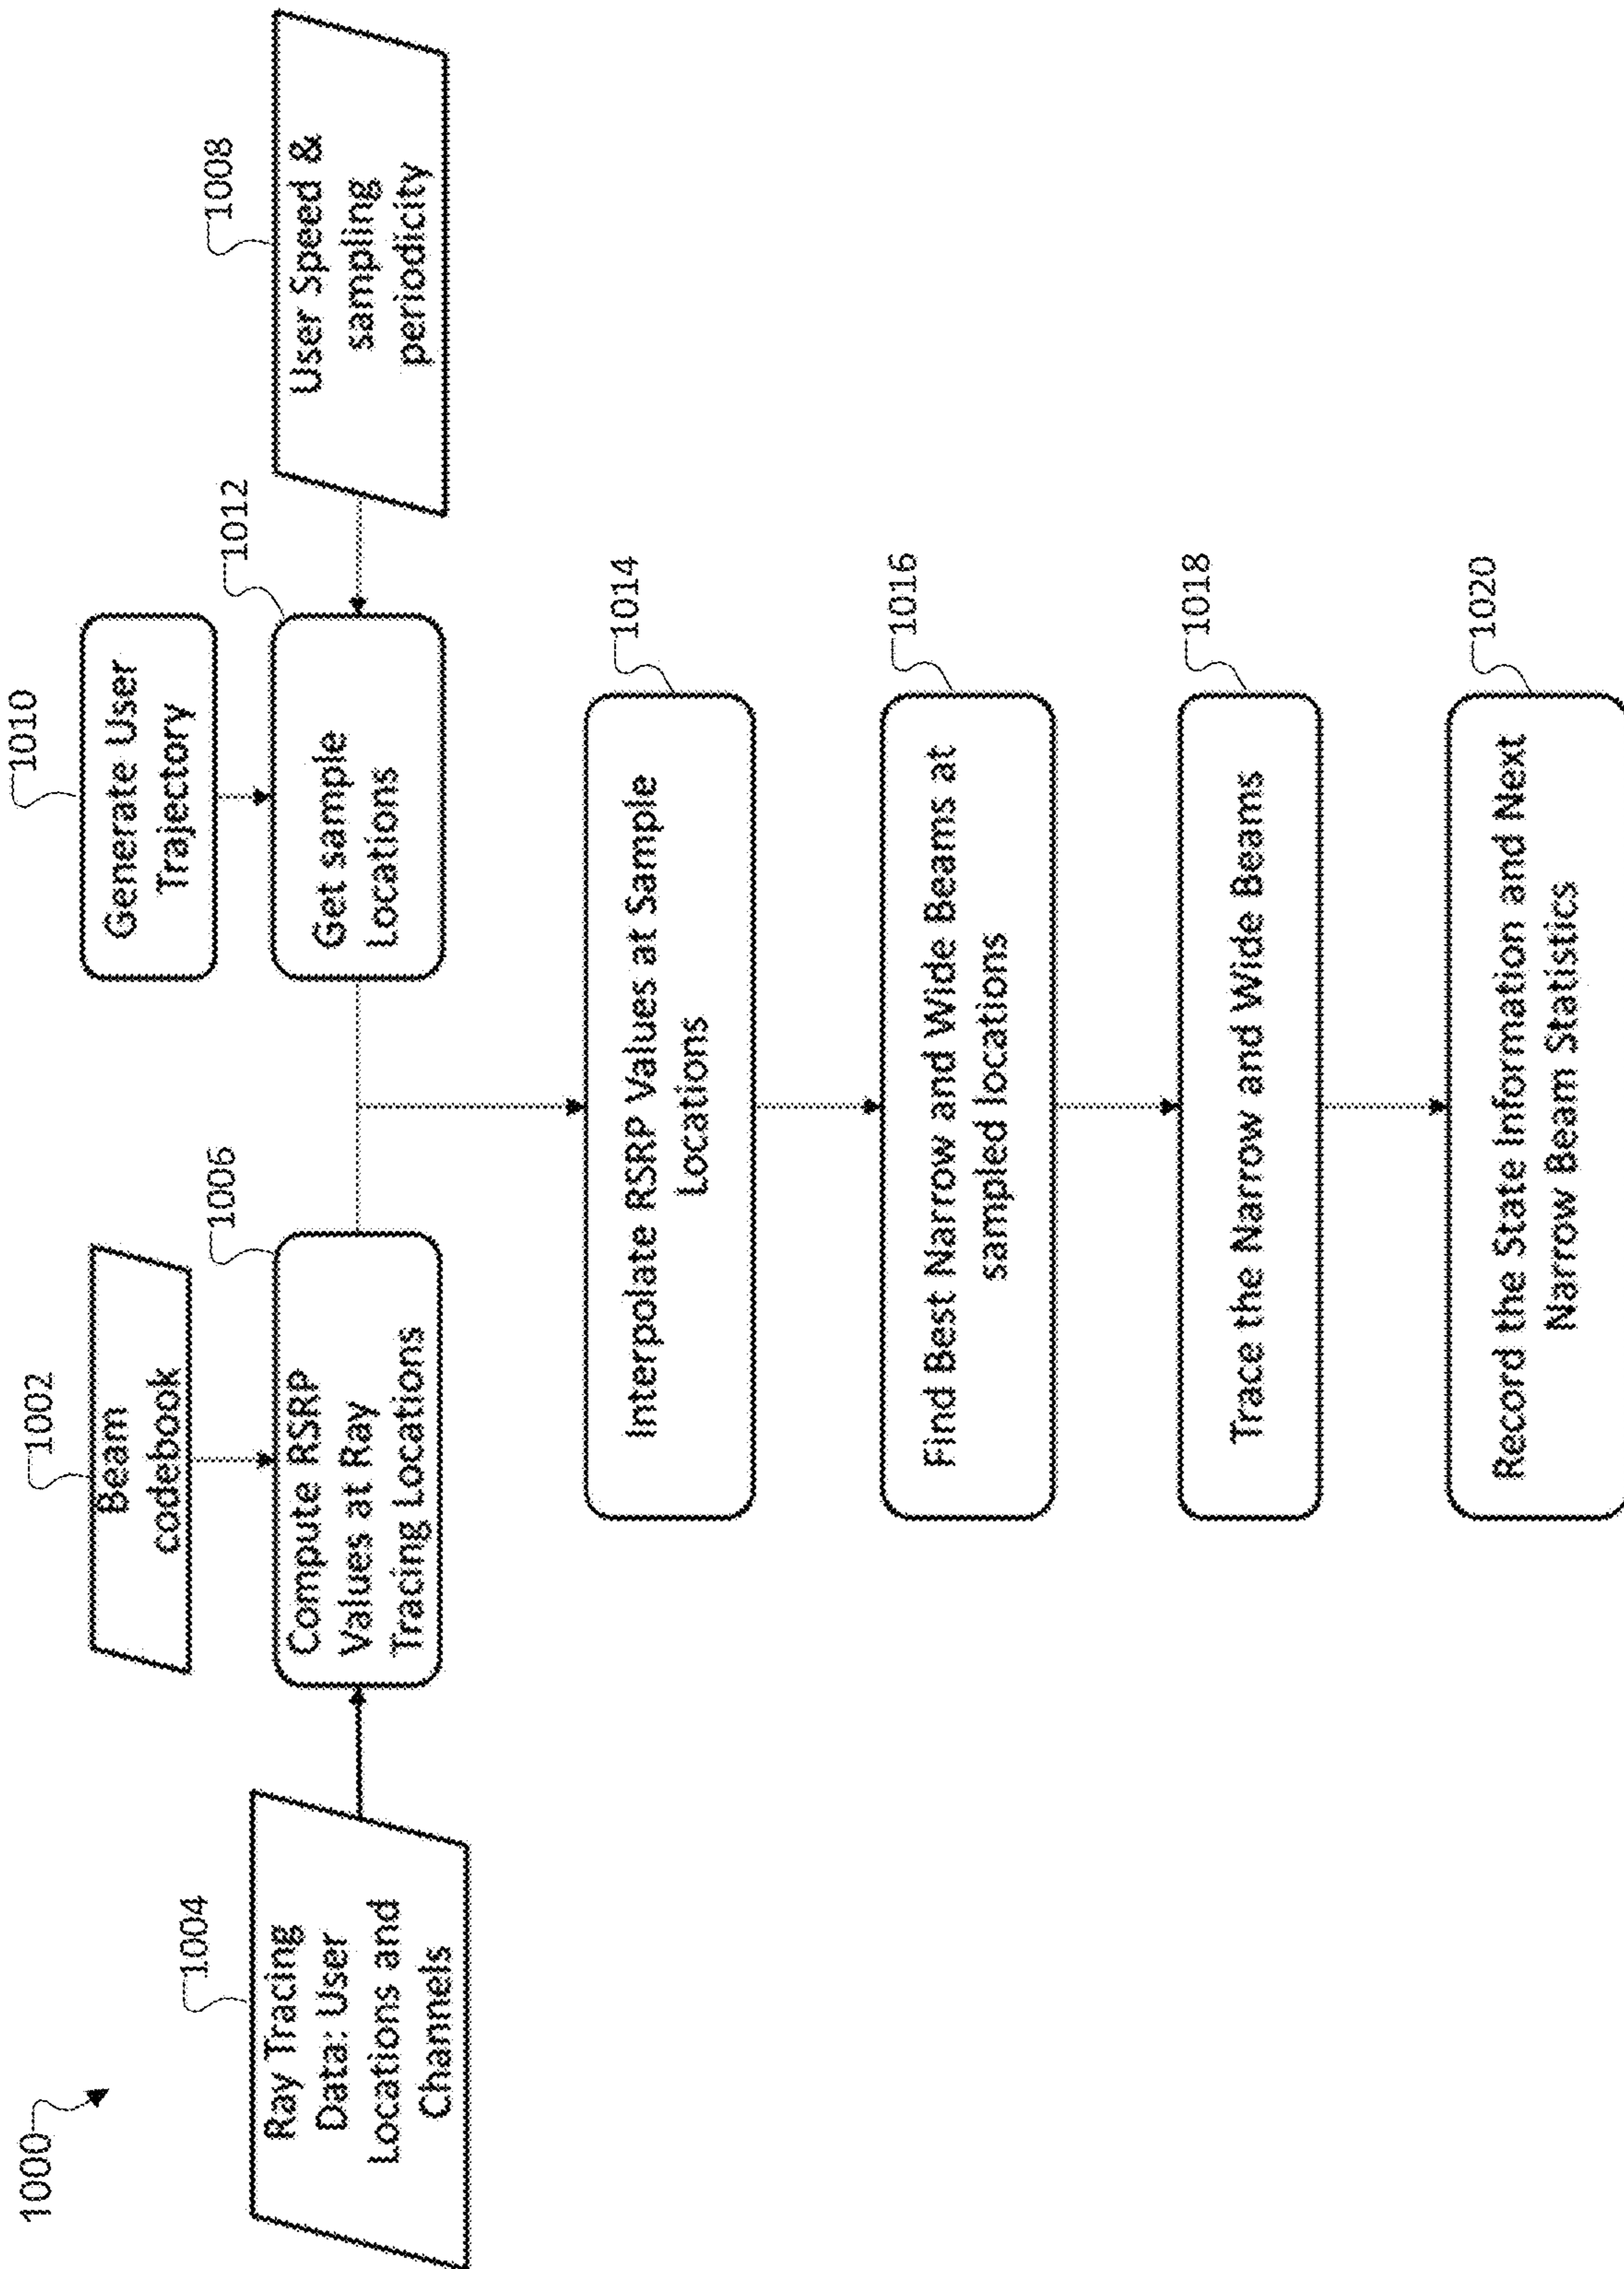 1000
1002
Beam
codebook
1004
Ray Tracing
Data: User
Locations and
Channels
1006
Compute RSRP
Values at Ray
Tracing Locations
1010
Generate User
Trajectory
1012
Get sample
Locations
1008
User Speed &
sampling
periodicity
1014
Interpolate RSRP Values at Sample
Locations
1016
Find Best Narrow and Wide Beams at
sampled locations
1018
Trace the Narrow and Wide Beams
1020
Record the State Information and Next
Narrow Beam Statistics